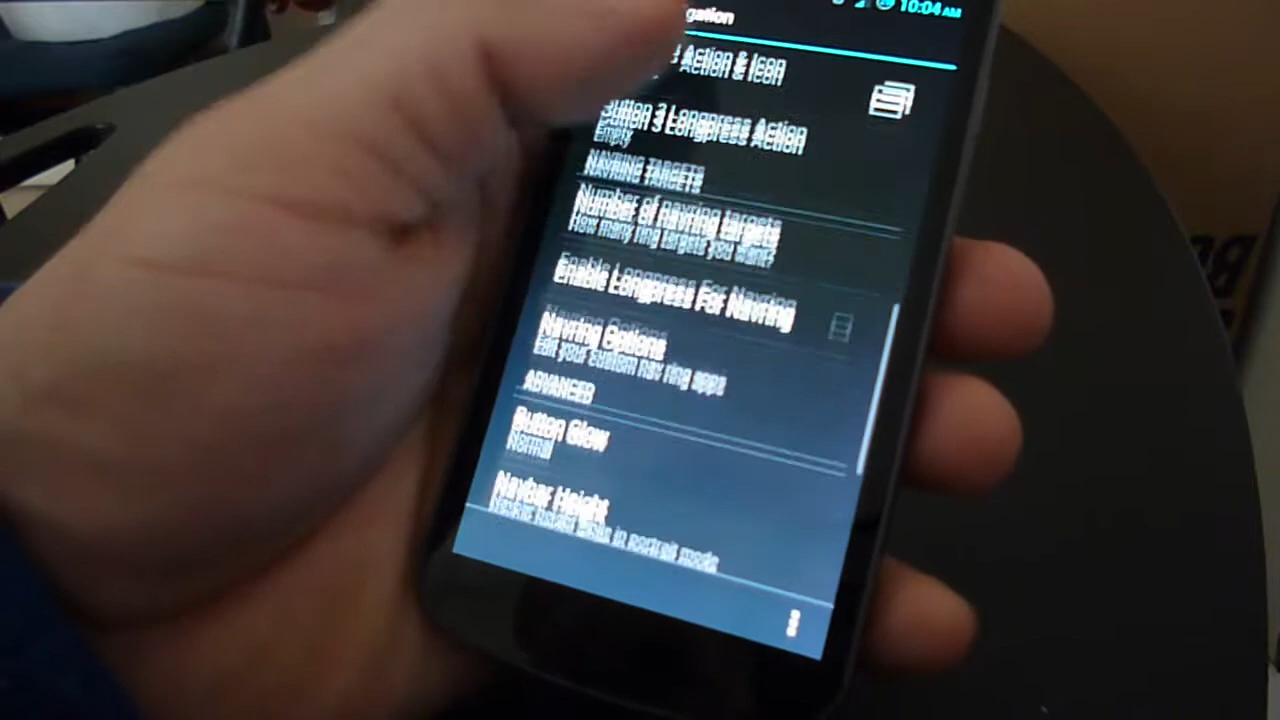 10:04 AM
Action & Icon
Button 3 Longpress Action
Empty
NAVRING TARGETS
Number of navring targets
How many ring targets you want?
Enable Longpress For Navring
Navring Options
Edit your custom nav ring apps
ADVANCED
Button Glow
Normal
Navbar Height
in portrait mode